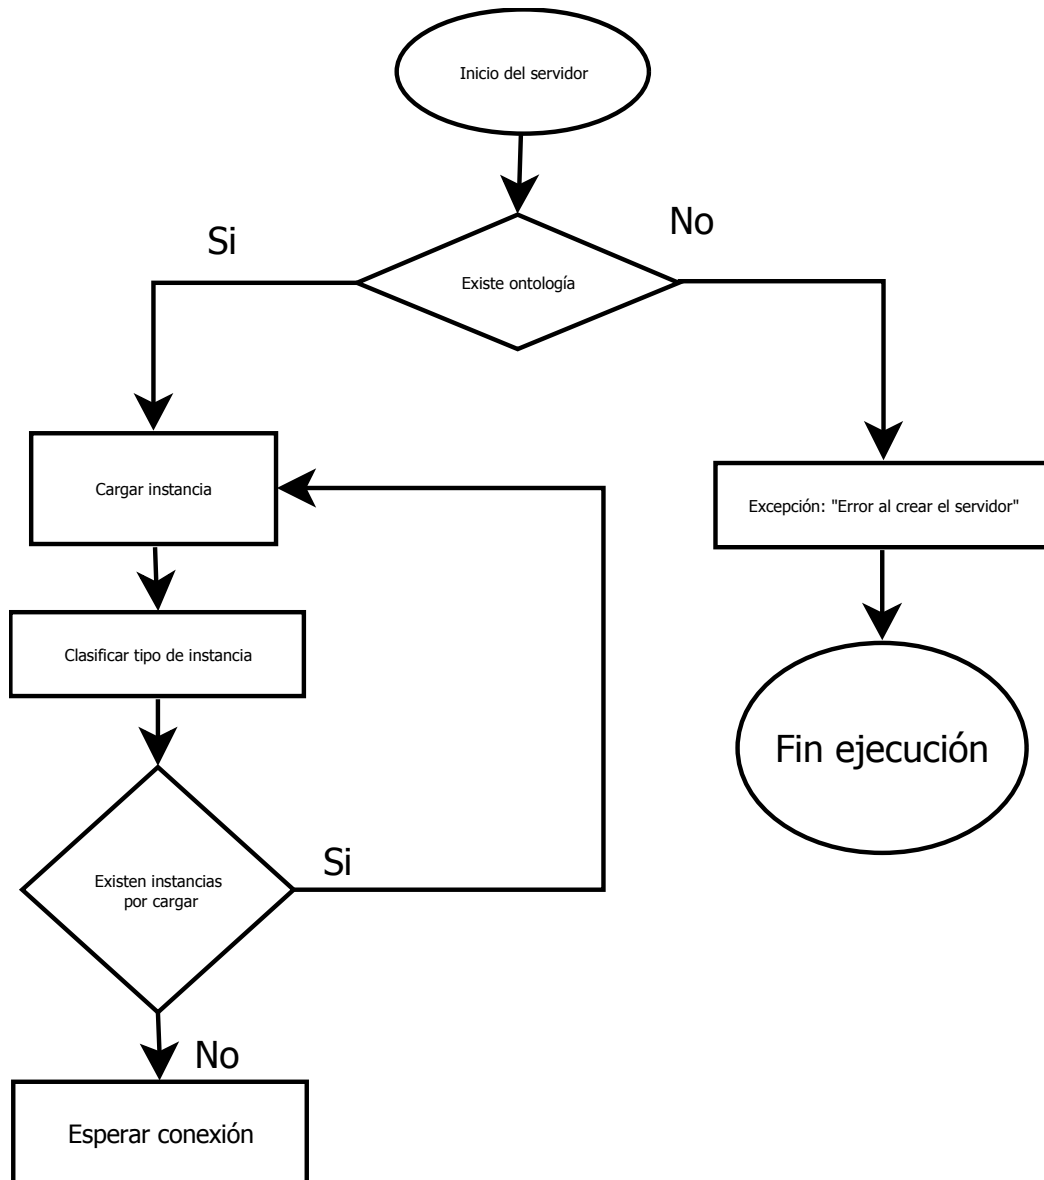 Inicio del servidor
Si
No
Existe ontología
Cargar instancia
Excepción: "Error al crear el servidor"
Clasificar tipo de instancia
Fin ejecución
Si
Existen instancias
por cargar
No
Esperar conexión